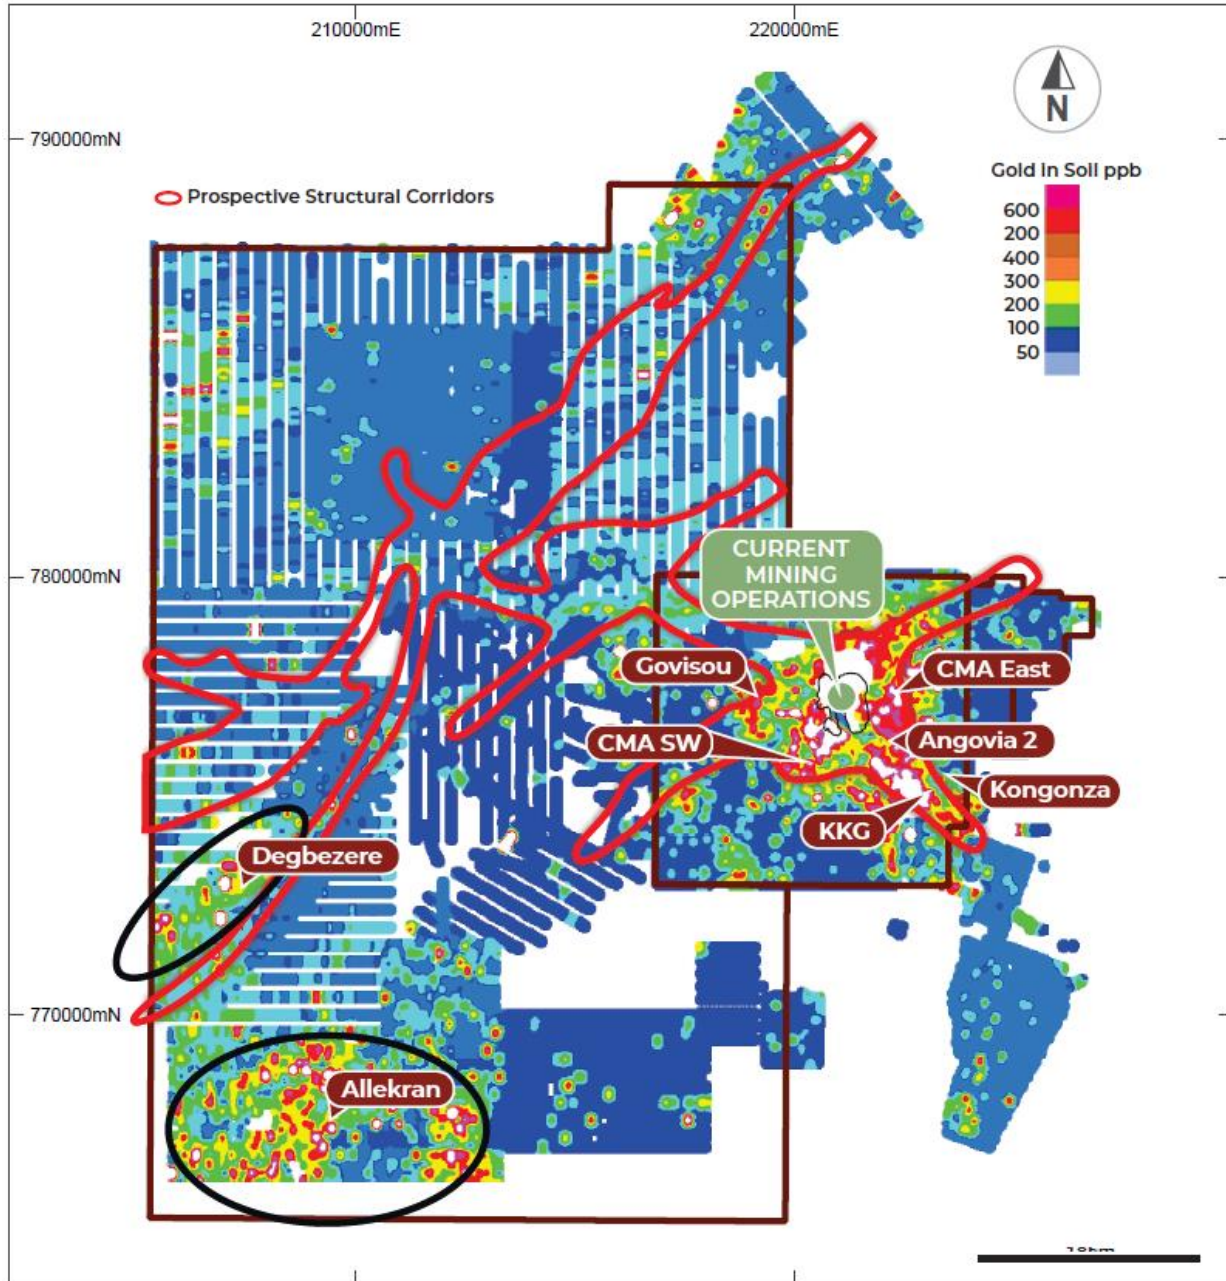 210000mE
220000mE
N
790000mN
Gold In Soil ppb
Prospective Structural Corridors
600
200
400
300
200
100
50
780000mN
CURRENT
MINING
OPERATIONS
Govisou
CMA East
CMA SW
Angovia 2
Kongonza
KKG
Degbezere
770000mN
Allekran